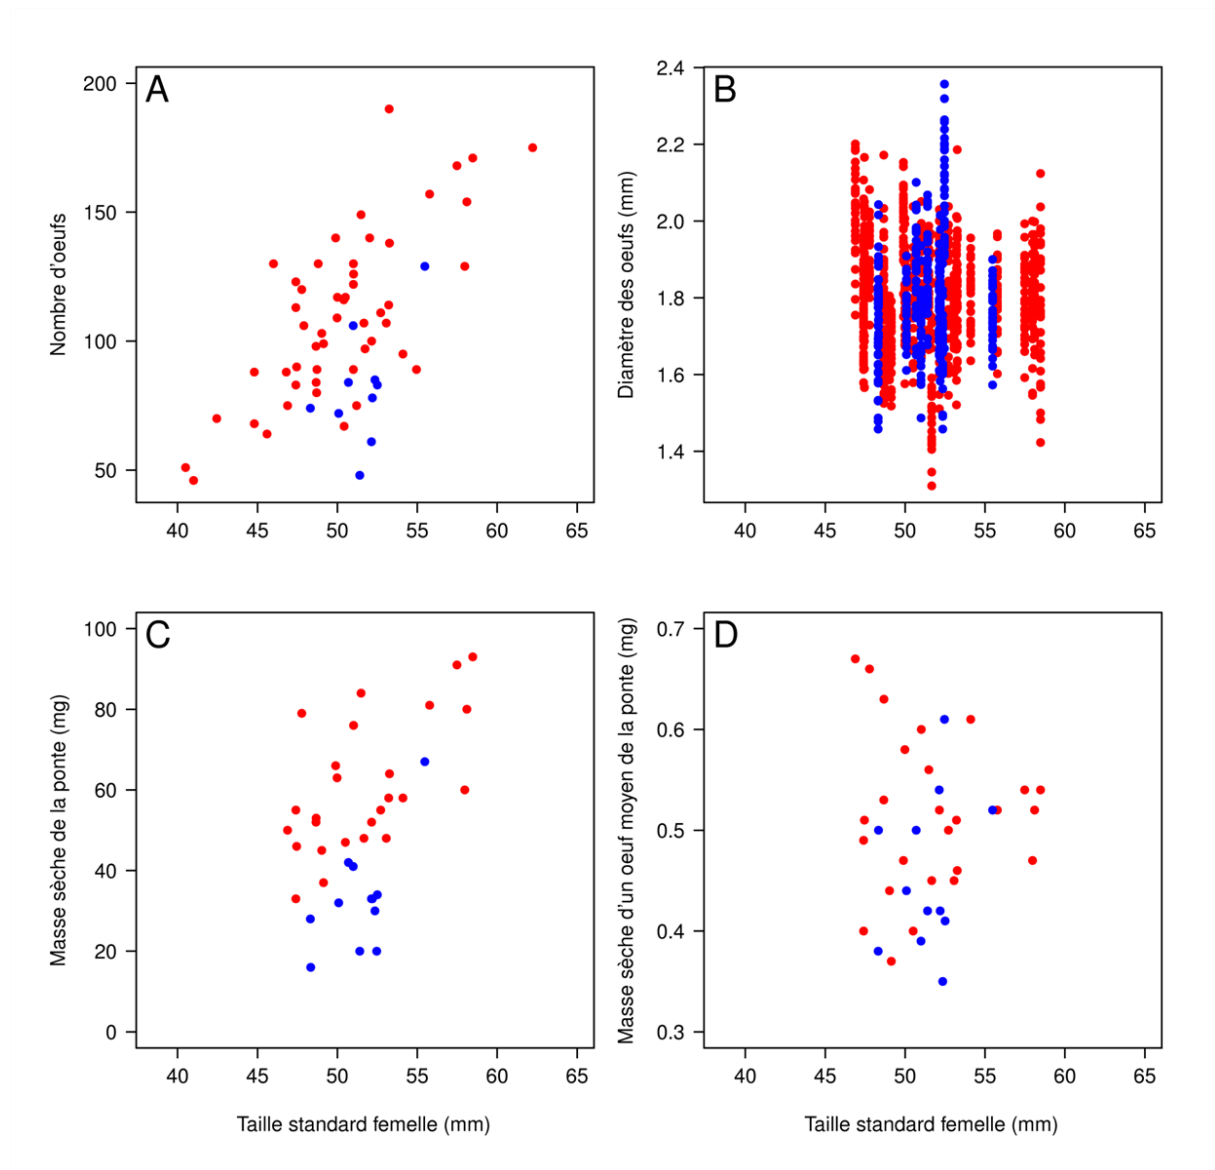 A
Nombre d'oeufs
200
150
100
50
40 45 50 55 60 65
B
Diamètre des oeufs (mm)
2.4
2.2
2.0
1.8
1.6
1.4
40 45 50 55 60 65
C
Masse sèche de la ponte (mg)
100
80
60
40
20
0
40 45 50 55 60 65
Taille standard femelle (mm)
D
Masse sèche d'un oeuf moyen de la ponte (mg)
0.7
0.6
0.5
0.4
0.3
40 45 50 55 60 65
Taille standard femelle (mm)